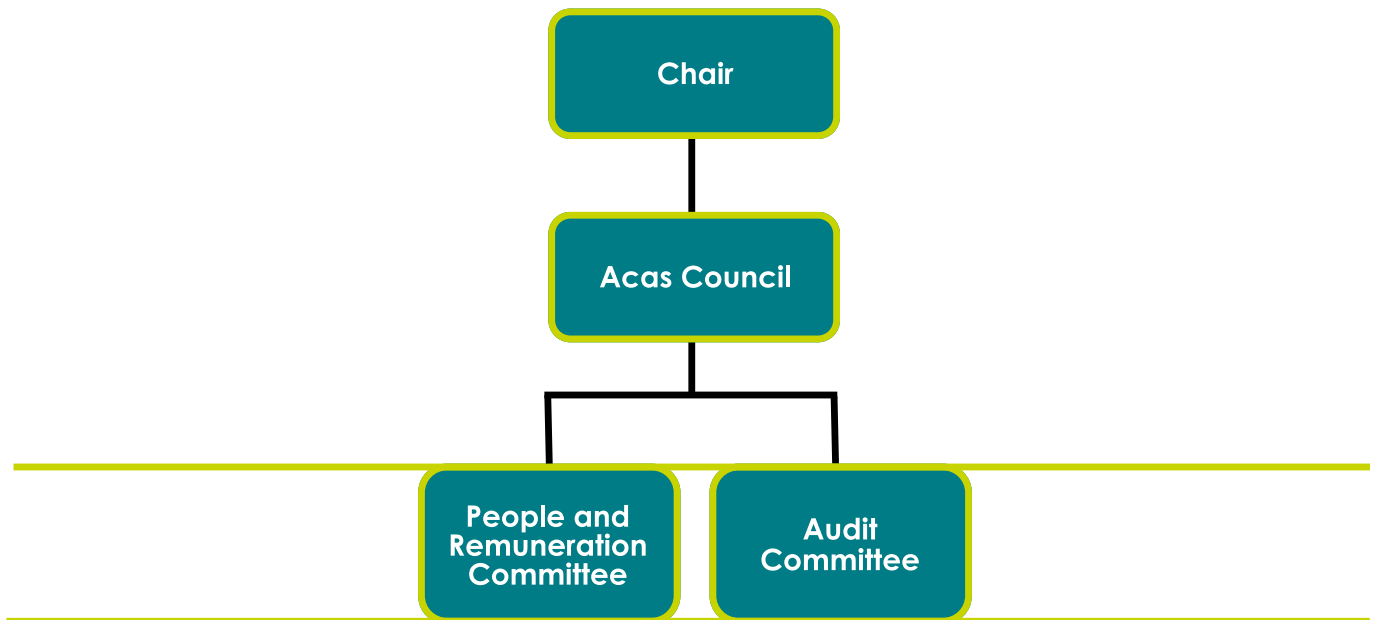 Chair
Acas Council
People and
Remuneration
Committee
Audit
Committee